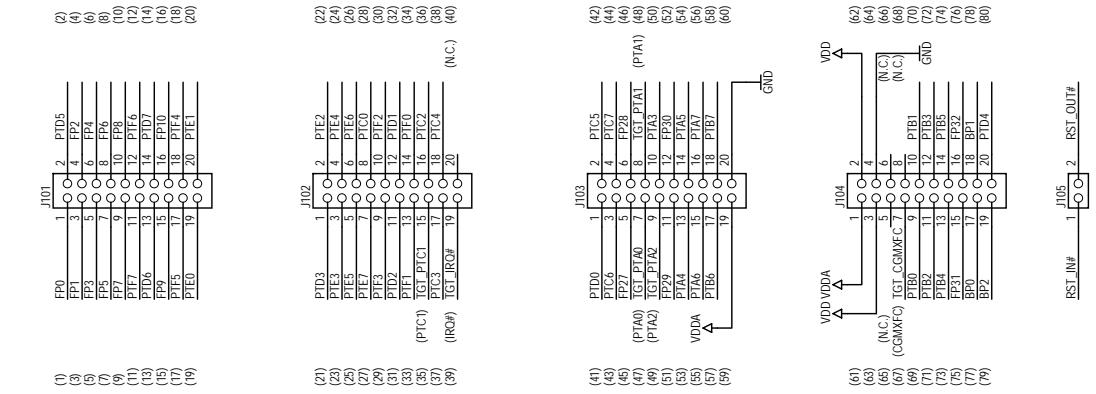 J101
(1) FP0 1 2 PTD5 (2)
(3) FP1 3 4 FP2 (4)
(5) FP3 5 6 FP4 (6)
(7) FP5 7 8 FP6 (8)
(9) FP7 9 10 FP8 (10)
(11) PTF7 11 12 PTF6 (12)
(13) PTD6 13 14 PTD7 (14)
(15) FP9 15 16 FP10 (16)
(17) PTF5 17 18 PTF4 (18)
(19) PTE0 19 20 PTE1 (20)
J102
(21) PTD3 1 2 PTE2 (22)
(23) PTE3 3 4 PTE4 (24)
(25) PTE5 5 6 PTE6 (26)
(27) PTE7 7 8 PTC0 (28)
(29) PTF3 9 10 PTF2 (30)
(31) PTD2 11 12 PTD1 (32)
(33) PTF1 13 14 PTF0 (34)
(35) (PTC1) TGT_PTC1 15 16 PTC2 (36)
(37) PTC3 17 18 PTC4 (38)
(39) (IRQ#) TGT_IRQ# 19 20 (N.C.) (40)
J103
(41) PTD0 1 2 PTC5 (42)
(43) PTC6 3 4 PTC7 (44)
(45) FP27 5 6 FP28 (46)
(47) (PTA0) TGT_PTA0 7 8 TGT_PTA1 (PTA1) (48)
(49) (PTA2) TGT_PTA2 9 10 PTA3 (50)
(51) FP29 11 12 FP30 (52)
(53) PTA4 13 14 PTA5 (54)
(55) PTA6 15 16 PTA7 (56)
(57) PTB6 17 18 PTB7 (58)
(59) VDDA 19 20 GND (60)
J104
(61) VDDA 1 2 VDD (62)
(63) VDD 3 4 GND (64)
(65) (N.C.) 5 6 (N.C.) (66)
(67) (CGMXFC) TGT_CGMXFC 7 8 (N.C.) (68)
(69) PTB0 9 10 PTB1 (70)
(71) PTB2 11 12 PTB3 (72)
(73) PTB4 13 14 PTB5 (74)
(75) FP31 15 16 FP32 (76)
(77) BP0 17 18 BP1 (78)
(79) BP2 19 20 PTD4 (80)
J105
RST_IN# 1 2 RST_OUT#